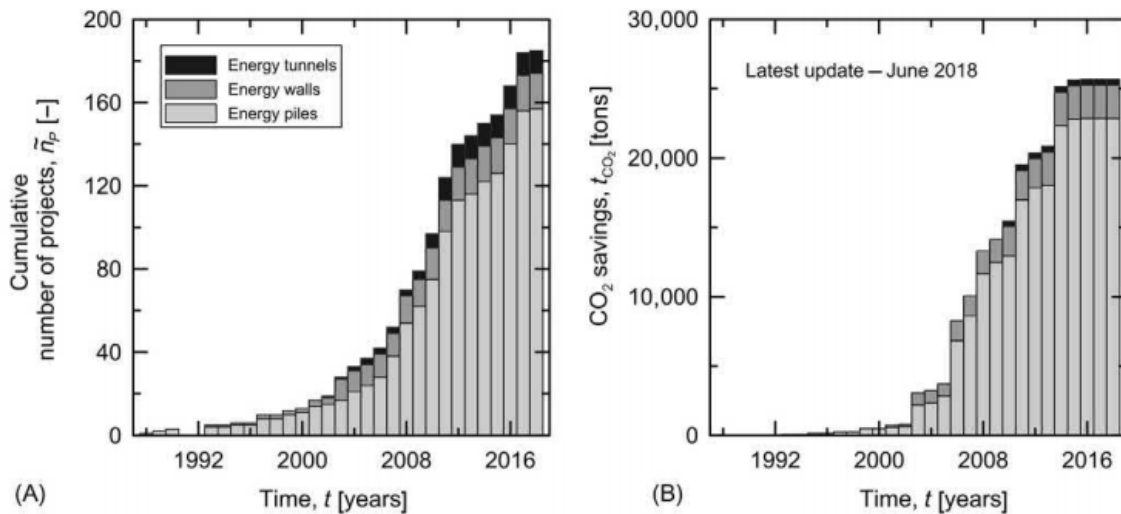 200
160
120
80
40
0
Cumulative
number of projects, ñ_P [–]
Energy tunnels
Energy walls
Energy piles
1992
2000
2008
2016
Time, t [years]
(A)
30,000
20,000
10,000
0
CO₂ savings, t_CO₂ [tons]
Latest update – June 2018
1992
2000
2008
2016
Time, t [years]
(B)